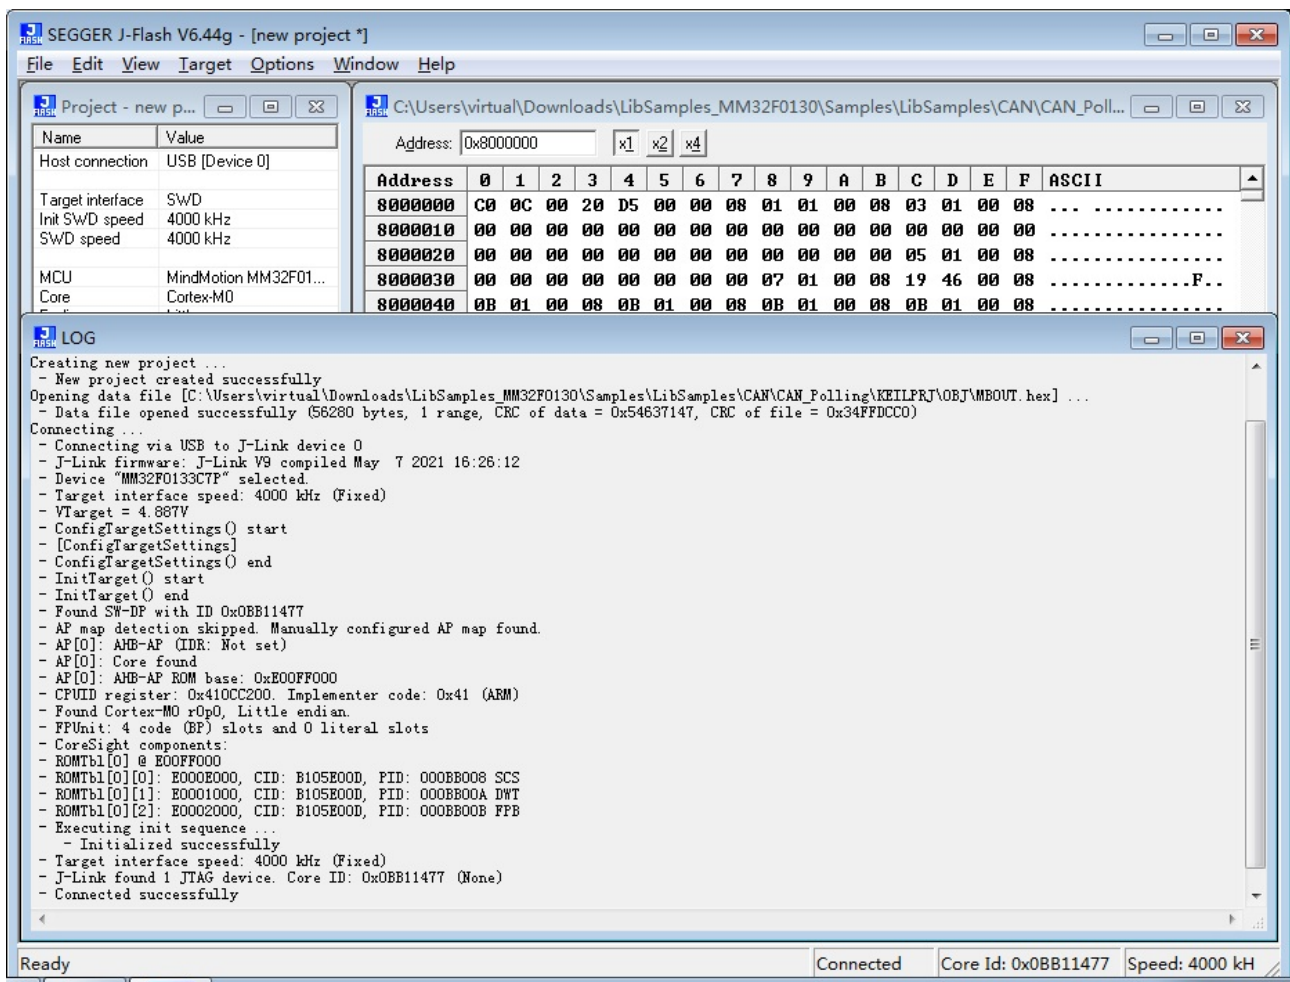 SEGGER J-Flash V6.44g - [new project *]
File Edit View Target Options Window Help
Project - new p...
Name Value
Host connection USB [Device 0]
Target interface SWD
Init SWD speed 4000 kHz
SWD speed 4000 kHz
MCU MindMotion MM32F01...
Core Cortex-M0
C:\Users\virtual\Downloads\LibSamples_MM32F0130\Samples\LibSamples\CAN\CAN_Poll...
Address: 0x8000000 x1 x2 x4
Address 0 1 2 3 4 5 6 7 8 9 A B C D E F ASCII
8000000 C0 0C 00 20 D5 00 00 08 01 01 00 08 03 01 00 08 ... ............
8000010 00 00 00 00 00 00 00 00 00 00 00 00 00 00 00 00 ................
8000020 00 00 00 00 00 00 00 00 00 00 00 00 05 01 00 08 ................
8000030 00 00 00 00 00 00 00 00 07 01 00 08 19 46 00 08 .............F..
8000040 0B 01 00 08 0B 01 00 08 0B 01 00 08 0B 01 00 08 ................
LOG
Creating new project ...
- New project created successfully
Opening data file [C:\Users\virtual\Downloads\LibSamples_MM32F0130\Samples\LibSamples\CAN\CAN_Polling\KEILPRJ\OBJ\MBOUT.hex] ...
- Data file opened successfully (56280 bytes, 1 range, CRC of data = 0x54637147, CRC of file = 0x34FFDCC0)
Connecting ...
- Connecting via USB to J-Link device 0
- J-Link firmware: J-Link V9 compiled May  7 2021 16:26:12
- Device "MM32F0133C7P" selected.
- Target interface speed: 4000 kHz (Fixed)
- VTarget = 4.887V
- ConfigTargetSettings() start
- [ConfigTargetSettings]
- ConfigTargetSettings() end
- InitTarget() start
- InitTarget() end
- Found SW-DP with ID 0x0BB11477
- AP map detection skipped. Manually configured AP map found.
- AP[0]: AHB-AP (IDR: Not set)
- AP[0]: Core found
- AP[0]: AHB-AP ROM base: 0xE00FF000
- CPUID register: 0x410CC200. Implementer code: 0x41 (ARM)
- Found Cortex-M0 r0p0, Little endian.
- FPUnit: 4 code (BP) slots and 0 literal slots
- CoreSight components:
- ROMTbl[0] @ E00FF000
- ROMTbl[0][0]: E000E000, CID: B105E00D, PID: 000BB008 SCS
- ROMTbl[0][1]: E0001000, CID: B105E00D, PID: 000BB00A DWT
- ROMTbl[0][2]: E0002000, CID: B105E00D, PID: 000BB00B FPB
- Executing init sequence ...
- Initialized successfully
- Target interface speed: 4000 kHz (Fixed)
- J-Link found 1 JTAG device. Core ID: 0x0BB11477 (None)
- Connected successfully
Ready Connected Core Id: 0x0BB11477 Speed: 4000 kH